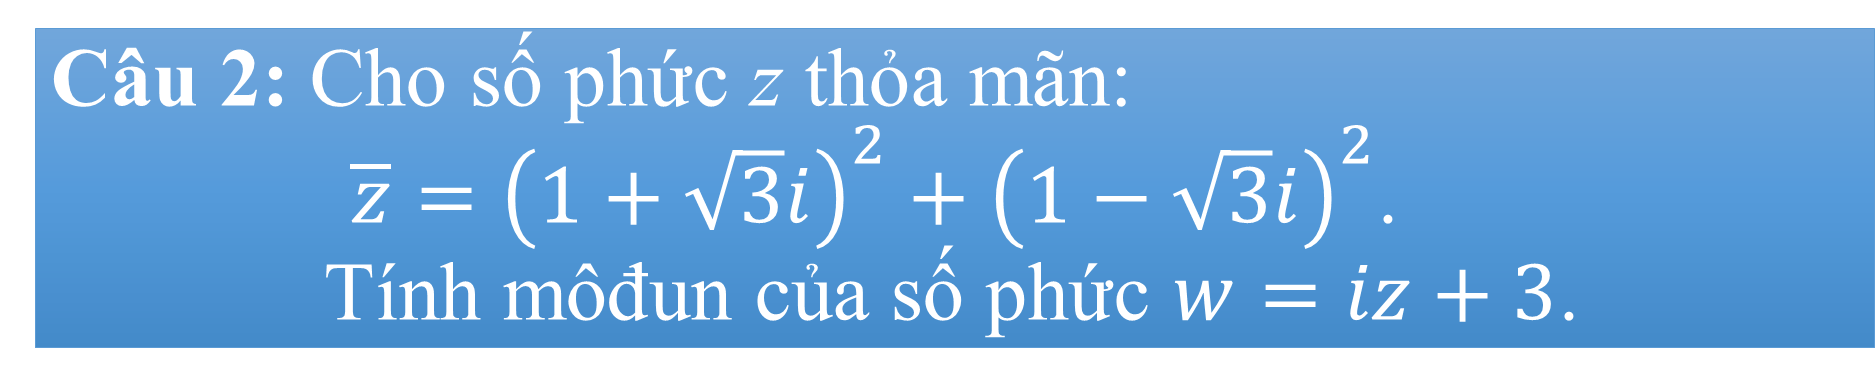 Câu 2: Cho số phức z thỏa mãn:
z̅ = (1 + √3i)² + (1 − √3i)².
Tính môđun của số phức w = iz + 3.